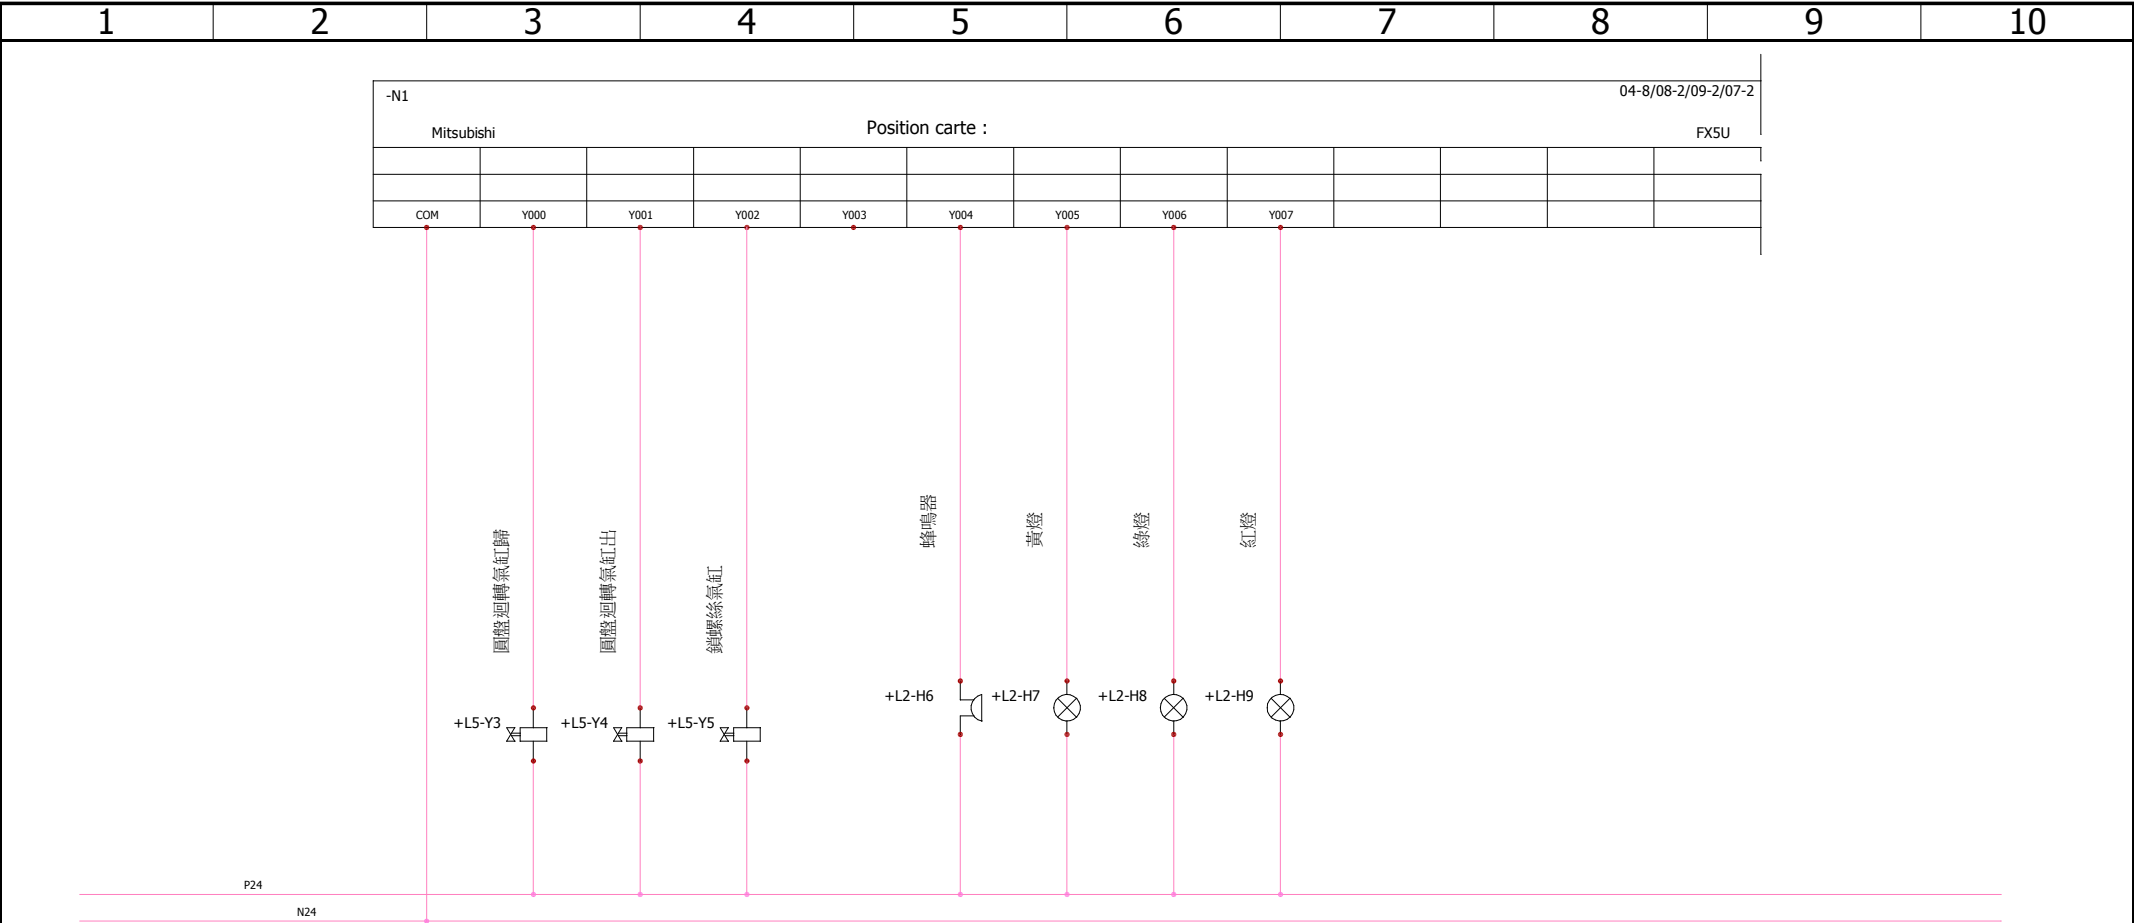 1 2 3 4 5 6 7 8 9 10
-N1 04-8/08-2/09-2/07-2
Mitsubishi Position carte : FX5U
COM Y000 Y001 Y002 Y003 Y004 Y005 Y006 Y007
圓盤迴轉氣缸歸
圓盤迴轉氣缸出
鎖螺絲氣缸
蜂鳴器
黃燈
綠燈
紅燈
+L5-Y3 +L5-Y4 +L5-Y5 +L2-H6 +L2-H7 +L2-H8 +L2-H9
P24
N24